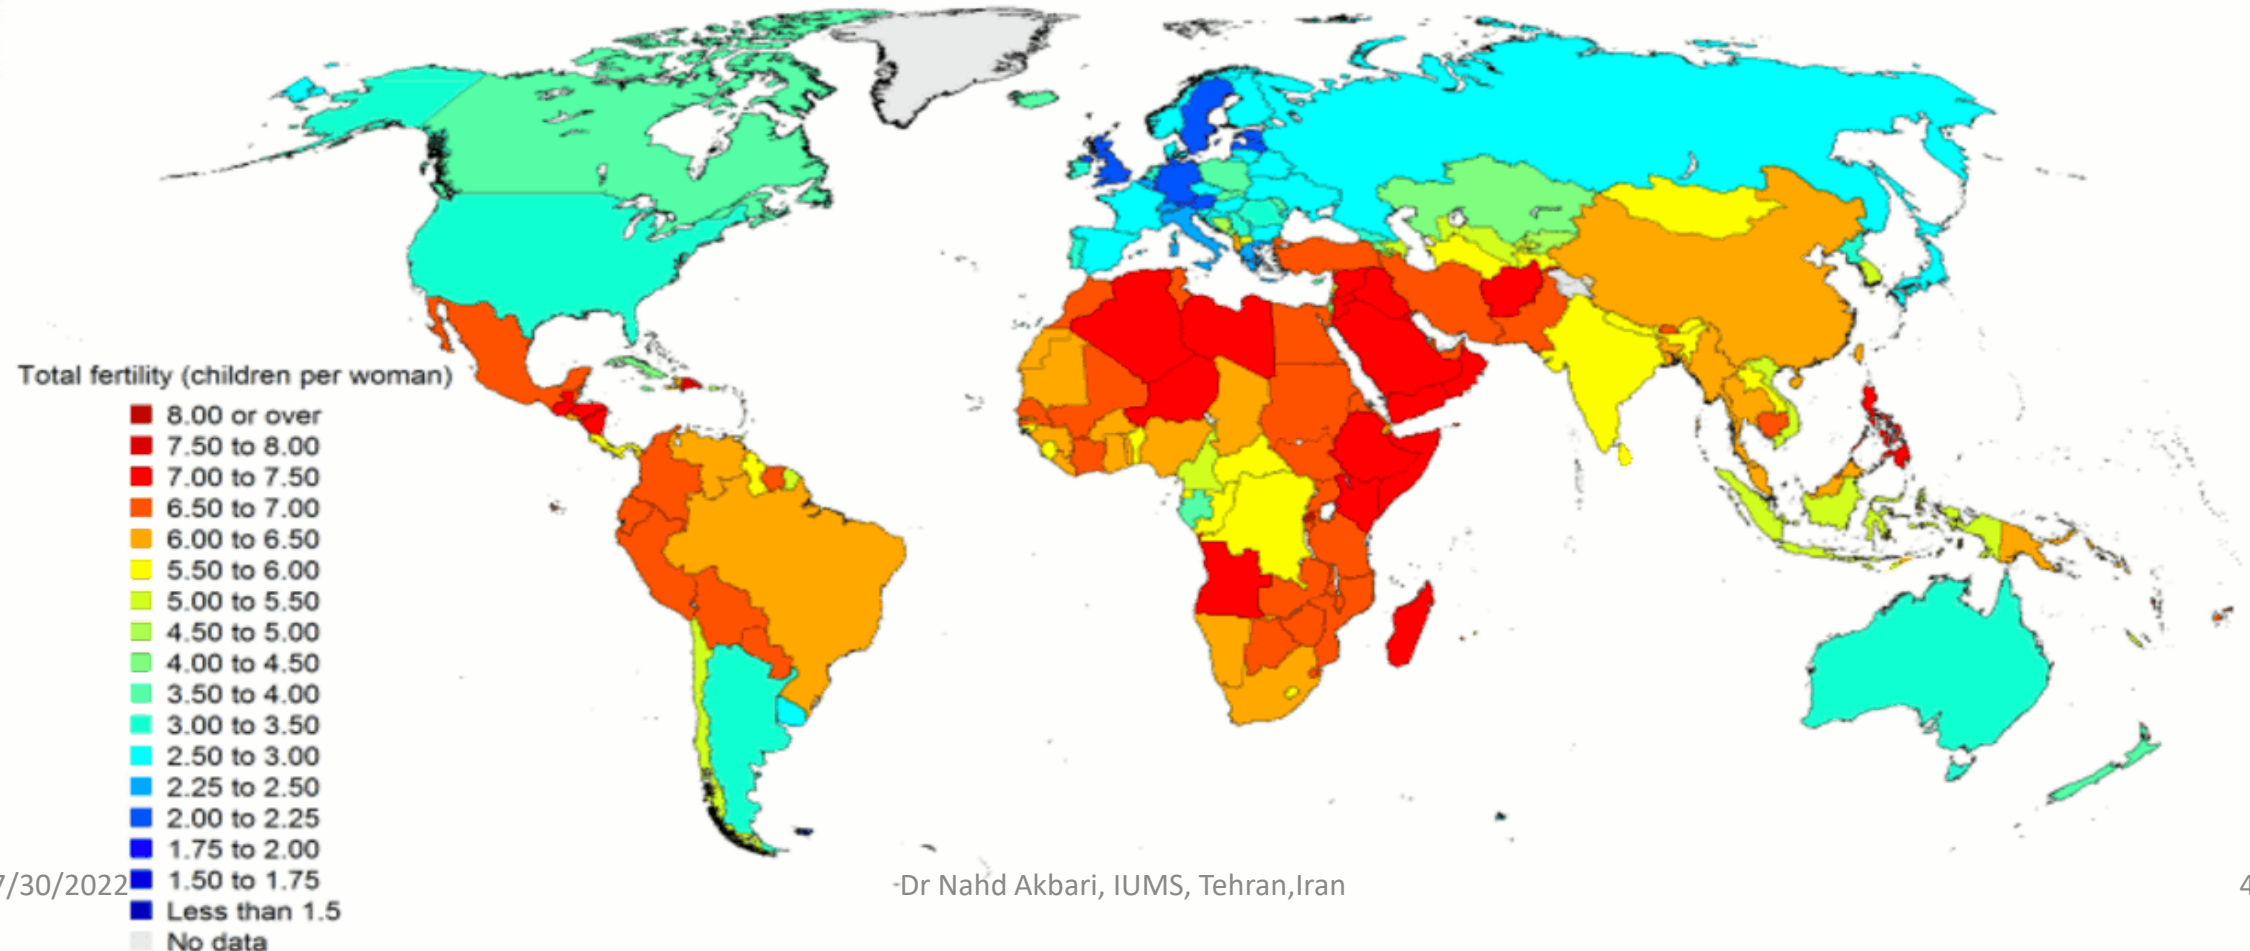 Total fertility (children per woman)
8.00 or over
7.50 to 8.00
7.00 to 7.50
6.50 to 7.00
6.00 to 6.50
5.50 to 6.00
5.00 to 5.50
4.50 to 5.00
4.00 to 4.50
3.50 to 4.00
3.00 to 3.50
2.50 to 3.00
2.25 to 2.50
2.00 to 2.25
1.75 to 2.00
1.50 to 1.75
Less than 1.5
No data
7/30/2022
-Dr Nahd Akbari, IUMS, Tehran,Iran
4